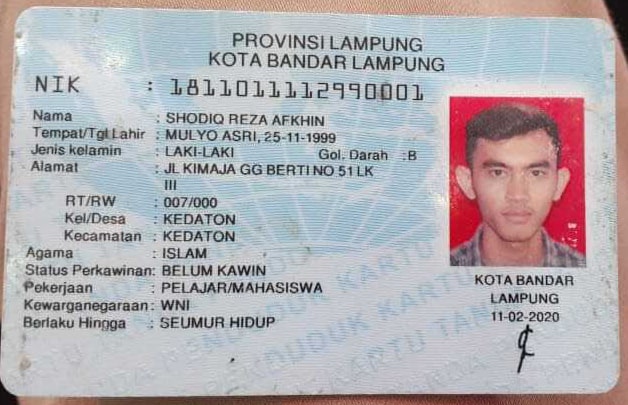 PROVINSI LAMPUNG
KOTA BANDAR LAMPUNG
NIK : 1811011112990001
Nama : SHODIQ REZA AFKHIN
Tempat/Tgl Lahir : MULYO ASRI, 25-11-1999
Jenis kelamin : LAKI-LAKI Gol. Darah :B
Alamat : JL KIMAJA GG BERTI NO 51 LK
III
RT/RW : 007/000
Kel/Desa : KEDATON
Kecamatan : KEDATON
Agama : ISLAM
Status Perkawinan: BELUM KAWIN
Pekerjaan : PELAJAR/MAHASISWA
Kewarganegaraan: WNI
Berlaku Hingga : SEUMUR HIDUP
KOTA BANDAR
LAMPUNG
11-02-2020